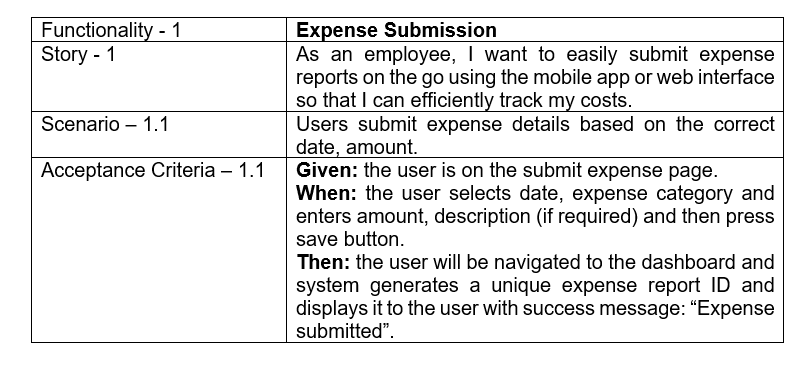 Functionality - 1
Expense Submission
Story - 1
As an employee, I want to easily submit expense
reports on the go using the mobile app or web interface
so that I can efficiently track my costs.
Scenario – 1.1
Users submit expense details based on the correct
date, amount.
Acceptance Criteria – 1.1
Given: the user is on the submit expense page.
When: the user selects date, expense category and
enters amount, description (if required) and then press
save button.
Then: the user will be navigated to the dashboard and
system generates a unique expense report ID and
displays it to the user with success message: “Expense
submitted”.